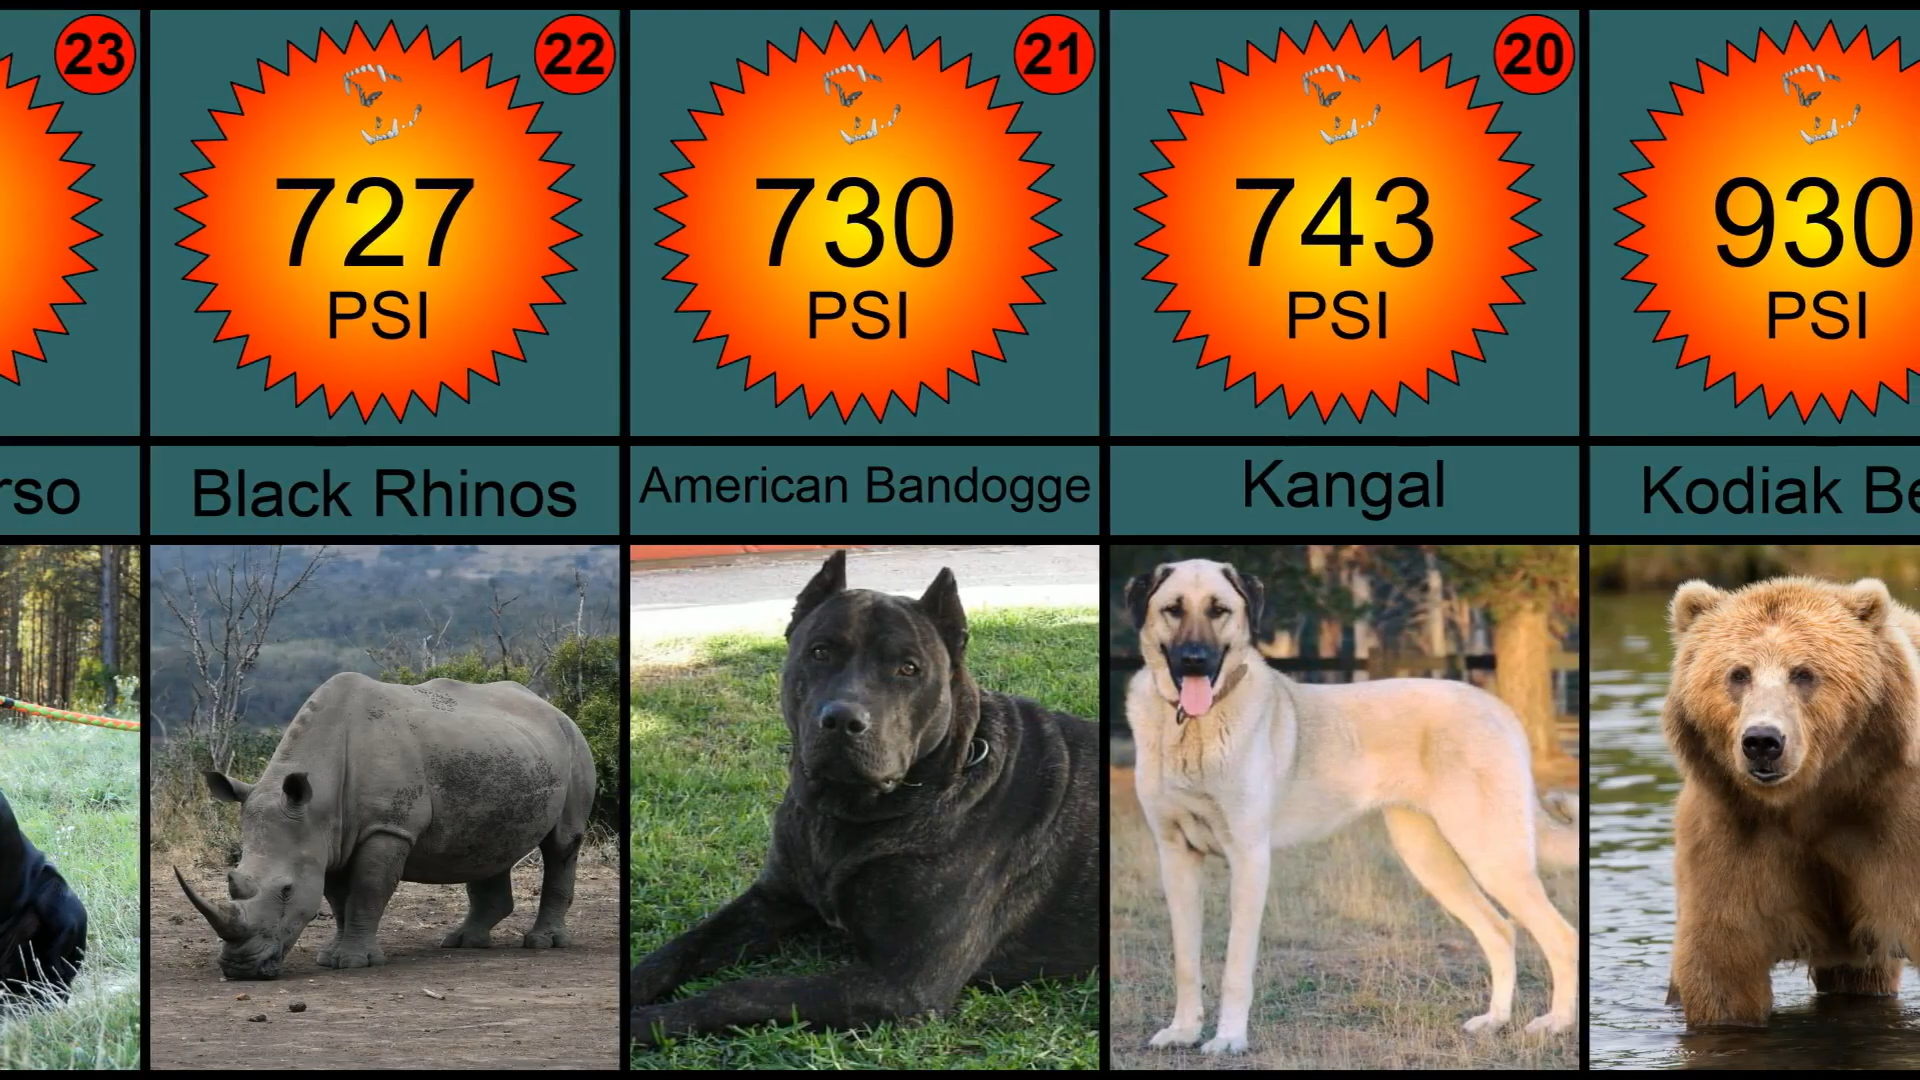 23
22
727
PSI
21
730
PSI
20
743
PSI
930
PSI
rso
Black Rhinos
American Bandogge
Kangal
Kodiak Be